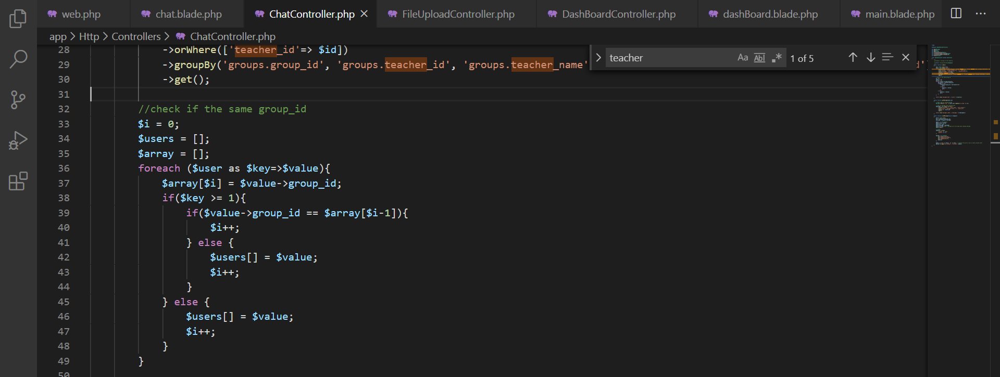 web.php chat.blade.php ChatController.php FileUploadController.php DashBoardController.php dashBoard.blade.php main.blade.php
app > Http > Controllers > ChatController.php
28 ->orWhere(['teacher_id'=> $id])
29 ->groupBy('groups.group_id', 'groups.teacher_id', 'groups.teacher_name'
teacher Aa Abl .* 1 of 5
30 ->get();
31
32 //check if the same group_id
33 $i = 0;
34 $users = [];
35 $array = [];
36 foreach ($user as $key=>$value){
37 $array[$i] = $value->group_id;
38 if($key >= 1){
39 if($value->group_id == $array[$i-1]){
40 $i++;
41 } else {
42 $users[] = $value;
43 $i++;
44 }
45 } else {
46 $users[] = $value;
47 $i++;
48 }
49 }
50